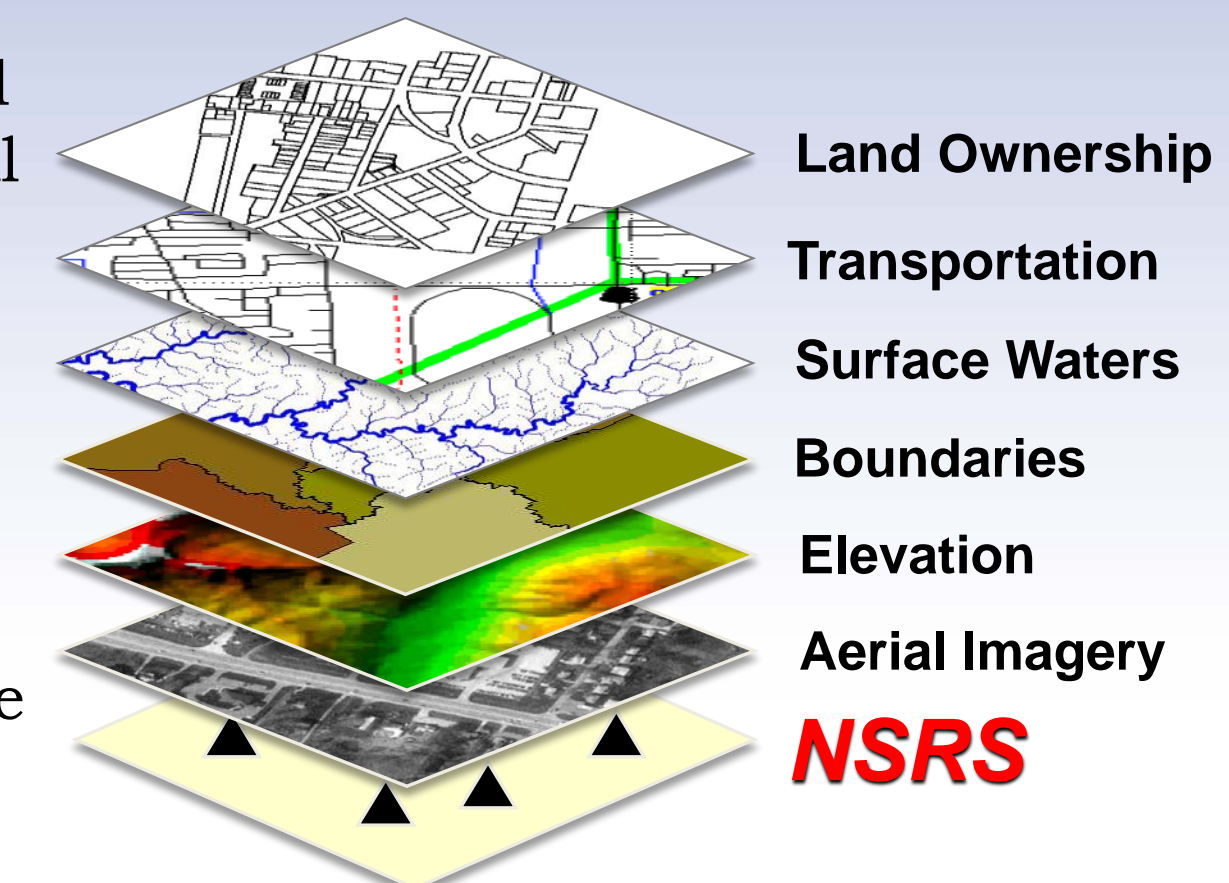 Land Ownership
Transportation
Surface Waters
Boundaries
Elevation
Aerial Imagery
NSRS